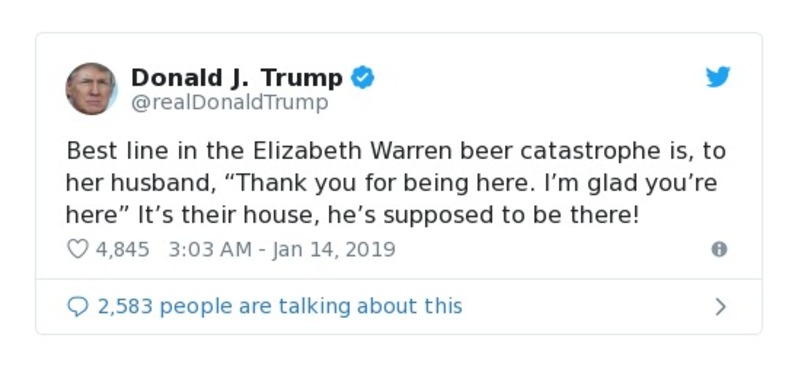 Donald J. Trump
@realDonaldTrump
Best line in the Elizabeth Warren beer catastrophe is, to
her husband, “Thank you for being here. I’m glad you’re
here” It’s their house, he’s supposed to be there!
4,845 3:03 AM - Jan 14, 2019
2,583 people are talking about this